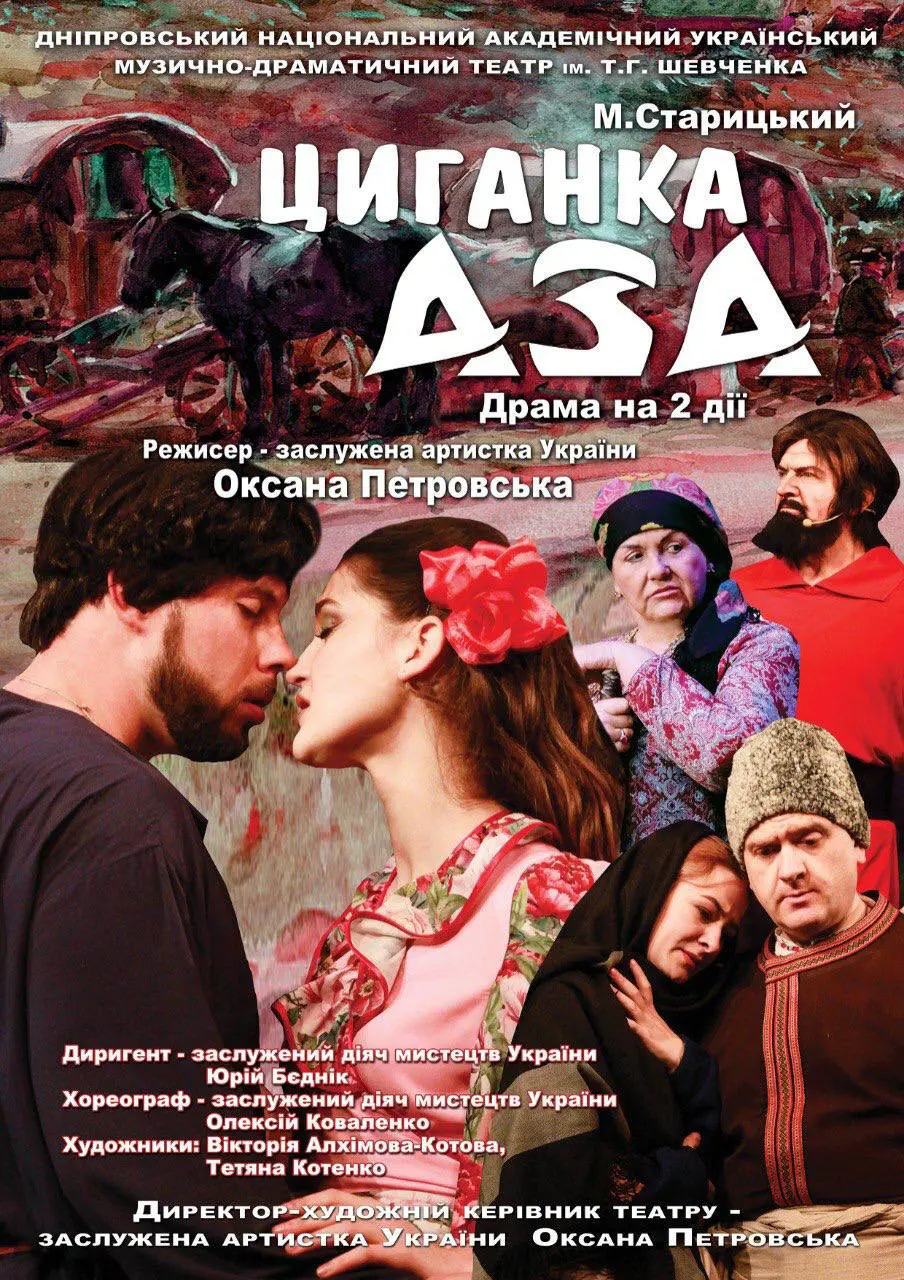 ДНІПРОВСЬКИЙ НАЦІОНАЛЬНИЙ АКАДЕМІЧНИЙ УКРАЇНСЬКИЙ
МУЗИЧНО-ДРАМАТИЧНИЙ ТЕАТР ІМ. Т.Г. ШЕВЧЕНКА
М.Старицький
ЦИГАНКА
АЗА
Драма на 2 дії
Режисер - заслужена артистка України
Оксана Петровська
Диригент - заслужений діяч мистецтв України
Юрій Бєднік
Хореограф - заслужений діяч мистецтв України
Олексій Коваленко
Художники: Вікторія Алхімова-Котова,
Тетяна Котенко
Директор-художній керівник театру -
заслужена артистка України Оксана Петровська